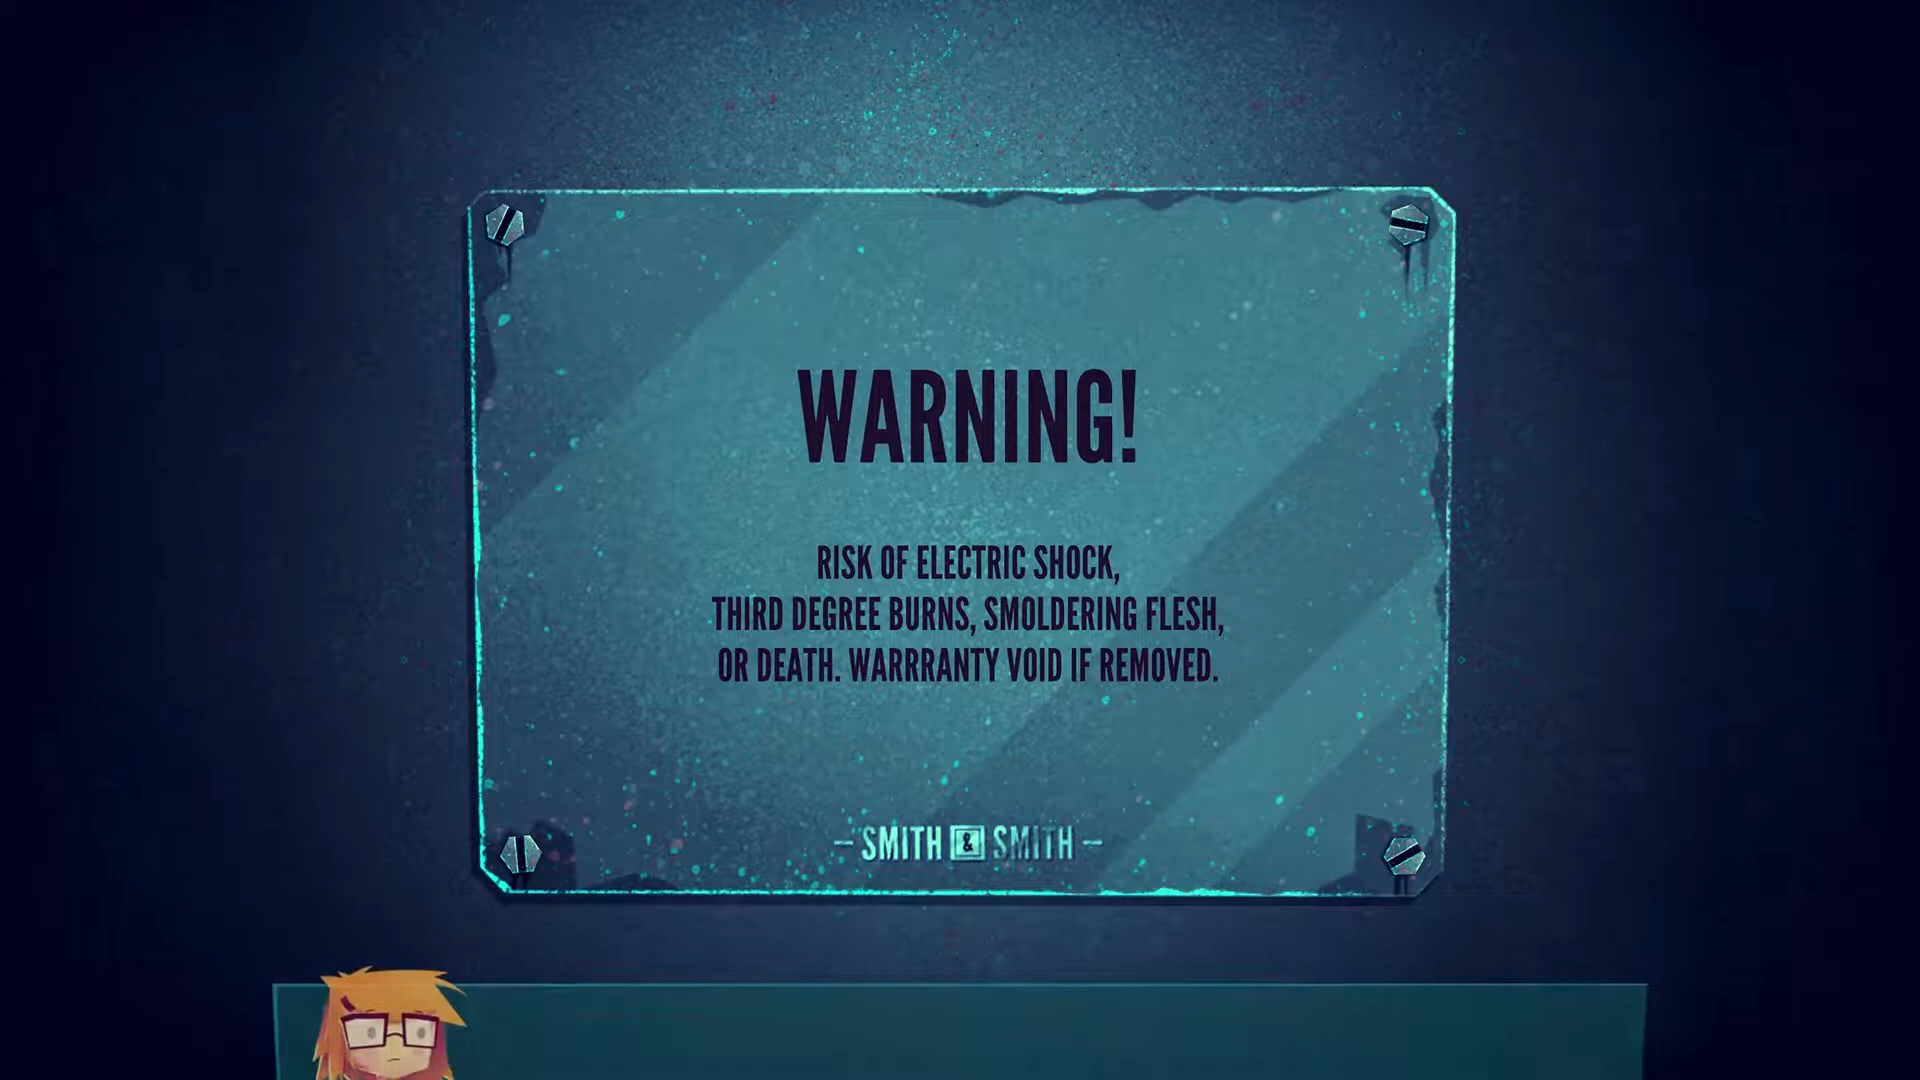 WARNING!
RISK OF ELECTRIC SHOCK,
THIRD DEGREE BURNS, SMOLDERING FLESH,
OR DEATH. WARRRANTY VOID IF REMOVED.
– SMITH & SMITH –